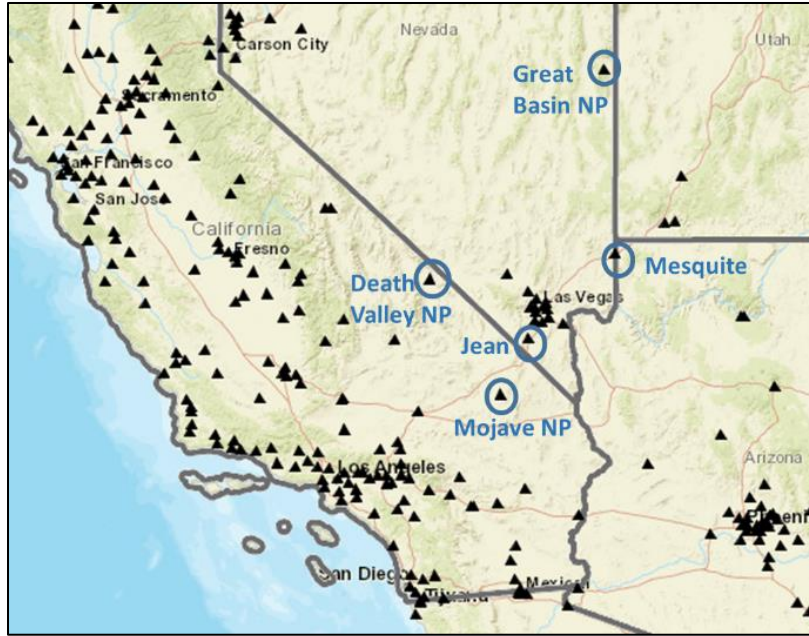 Nevada
Utah
Carson City
Great
Basin NP
Sacramento
San Francisco
San Jose
California
Fresno
Death
Valley NP
Mesquite
Las Vegas
Jean
Mojave NP
Arizona
Los Angeles
San Diego
Tijuana